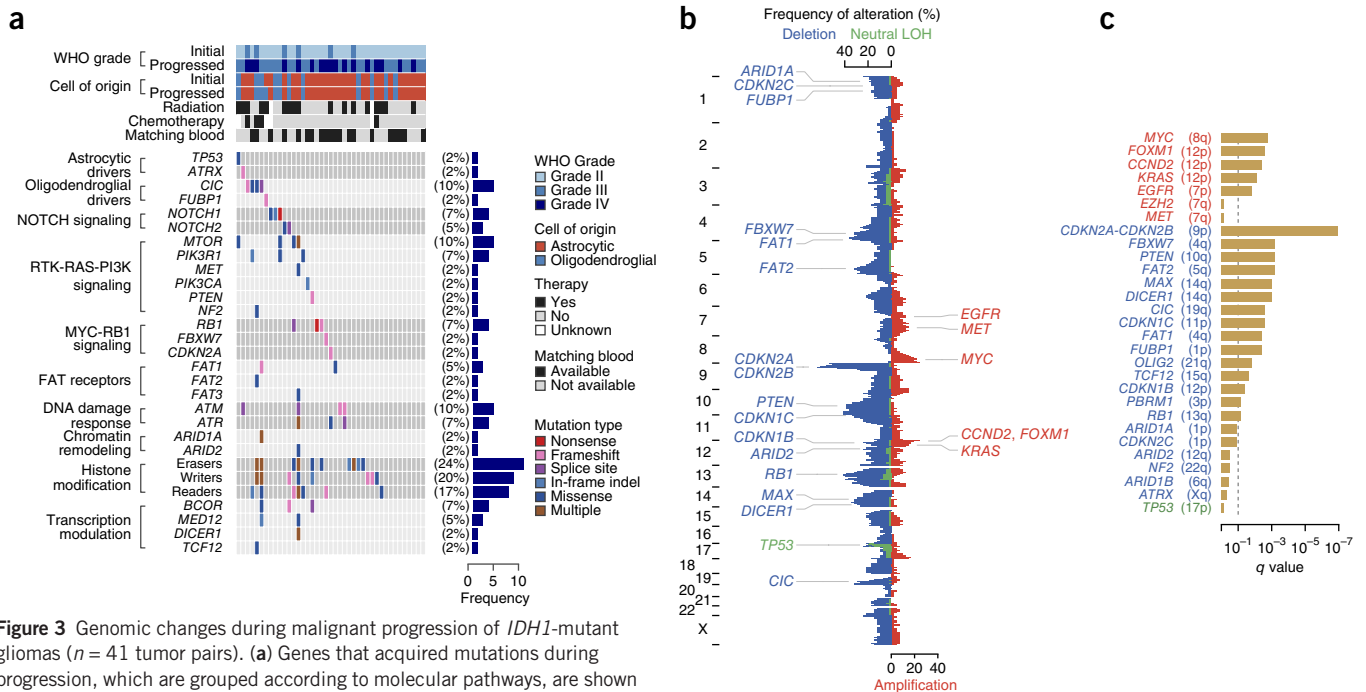 a
WHO grade
Initial
Progressed
Cell of origin
Initial
Progressed
Radiation
Chemotherapy
Matching blood
Astrocytic
drivers
TP53 (2%)
ATRX (2%)
Oligodendroglial
drivers
CIC (10%)
FUBP1 (2%)
NOTCH signaling
NOTCH1 (7%)
NOTCH2 (5%)
RTK-RAS-PI3K
signaling
MTOR (10%)
PIK3R1 (7%)
MET (2%)
PIK3CA (2%)
PTEN (2%)
NF2 (2%)
MYC-RB1
signaling
RB1 (7%)
FBXW7 (2%)
CDKN2A (2%)
FAT receptors
FAT1 (5%)
FAT2 (2%)
FAT3 (2%)
DNA damage
response
ATM (10%)
ATR (7%)
Chromatin
remodeling
ARID1A (2%)
ARID2 (2%)
Histone
modification
Erasers (24%)
Writers (20%)
Readers (17%)
Transcription
modulation
BCOR (7%)
MED12 (5%)
DICER1 (2%)
TCF12 (2%)
0 5 10
Frequency
WHO Grade
Grade II
Grade III
Grade IV
Cell of origin
Astrocytic
Oligodendroglial
Therapy
Yes
No
Unknown
Matching blood
Available
Not available
Mutation type
Nonsense
Frameshift
Splice site
In-frame indel
Missense
Multiple
b
Frequency of alteration (%)
Deletion Neutral LOH
40 20 0
1
2
3
4
5
6
7
8
9
10
11
12
13
14
15
16
17
18
19
20
21
22
X
ARID1A
CDKN2C
FUBP1
FBXW7
FAT1
FAT2
CDKN2A
CDKN2B
PTEN
CDKN1C
CDKN1B
ARID2
RB1
MAX
DICER1
TP53
CIC
EGFR
MET
MYC
CCND2, FOXM1
KRAS
0 20 40
Amplification
c
MYC (8q)
FOXM1 (12p)
CCND2 (12p)
KRAS (12p)
EGFR (7p)
EZH2 (7q)
MET (7q)
CDKN2A-CDKN2B (9p)
FBXW7 (4q)
PTEN (10q)
FAT2 (5q)
MAX (14q)
DICER1 (14q)
CIC (19q)
CDKN1C (11p)
FAT1 (4q)
FUBP1 (1p)
OLIG2 (21q)
TCF12 (15q)
CDKN1B (12p)
PBRM1 (3p)
RB1 (13q)
ARID1A (1p)
CDKN2C (1p)
ARID2 (12q)
NF2 (22q)
ARID1B (6q)
ATRX (Xq)
TP53 (17p)
10⁻¹ 10⁻³ 10⁻⁵ 10⁻⁷
q value
Figure 3 Genomic changes during malignant progression of IDH1-mutant
gliomas (n = 41 tumor pairs). (a) Genes that acquired mutations during
progression, which are grouped according to molecular pathways, are shown